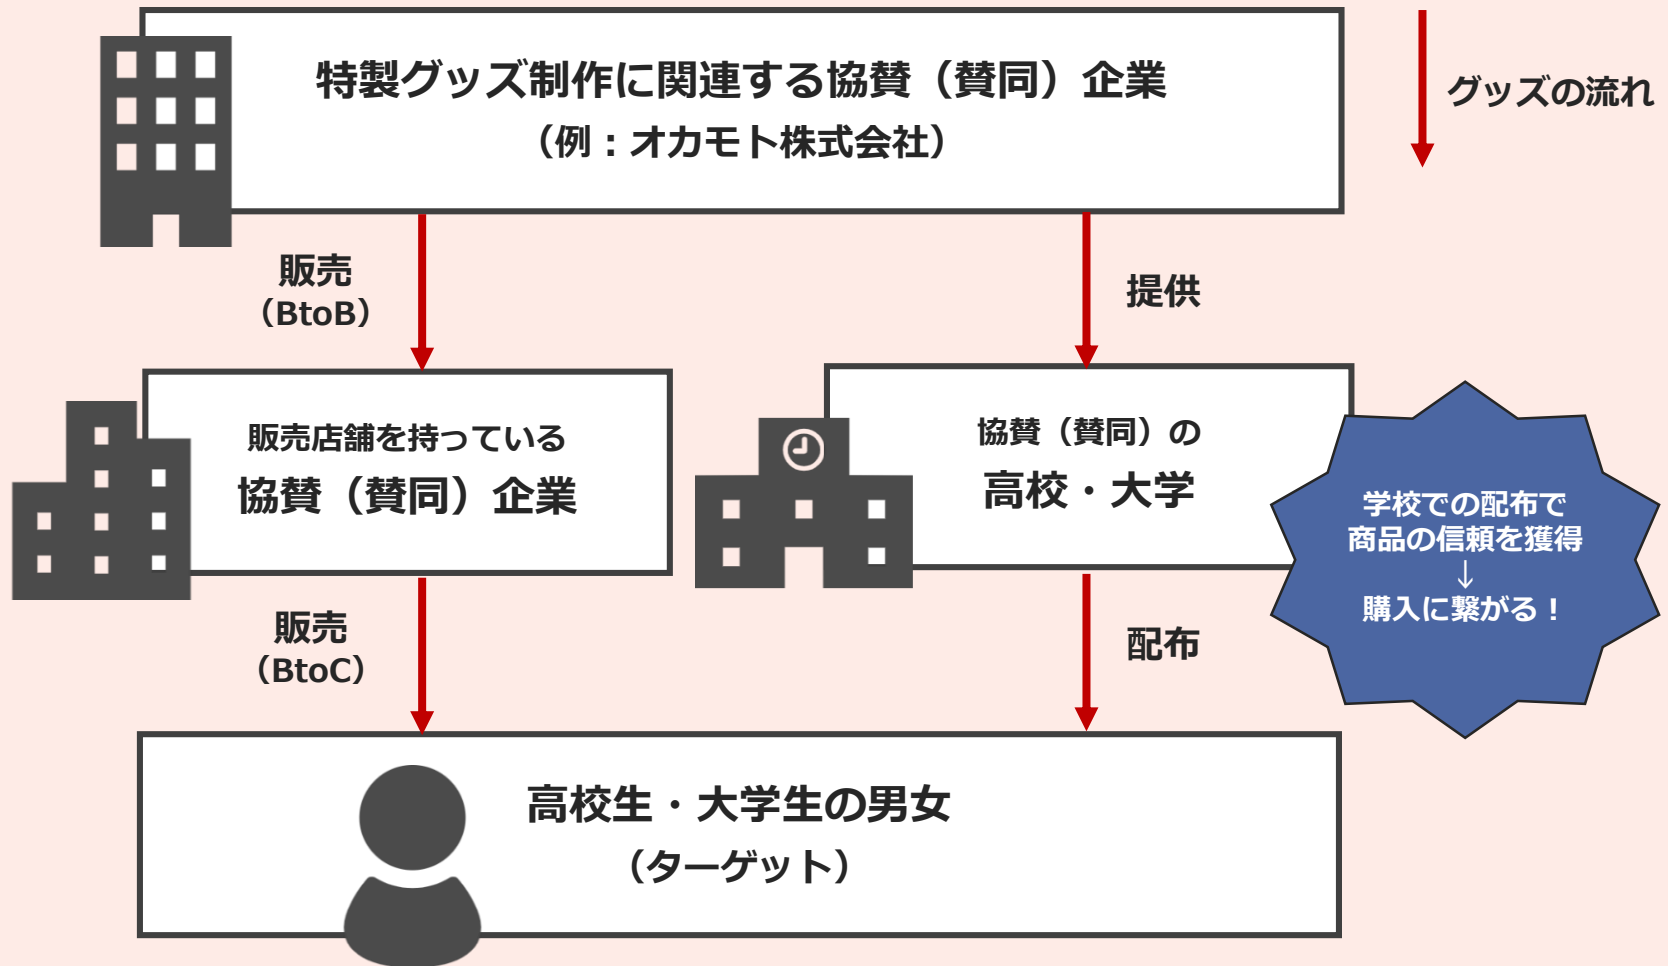 特製グッズ制作に関連する協賛（賛同）企業
（例：オカモト株式会社）
グッズの流れ
販売
（BtoB）
提供
販売店舗を持っている
協賛（賛同）企業
協賛（賛同）の
高校・大学
学校での配布で
商品の信頼を獲得
↓
購入に繋がる！
販売
（BtoC）
配布
高校生・大学生の男女
（ターゲット）